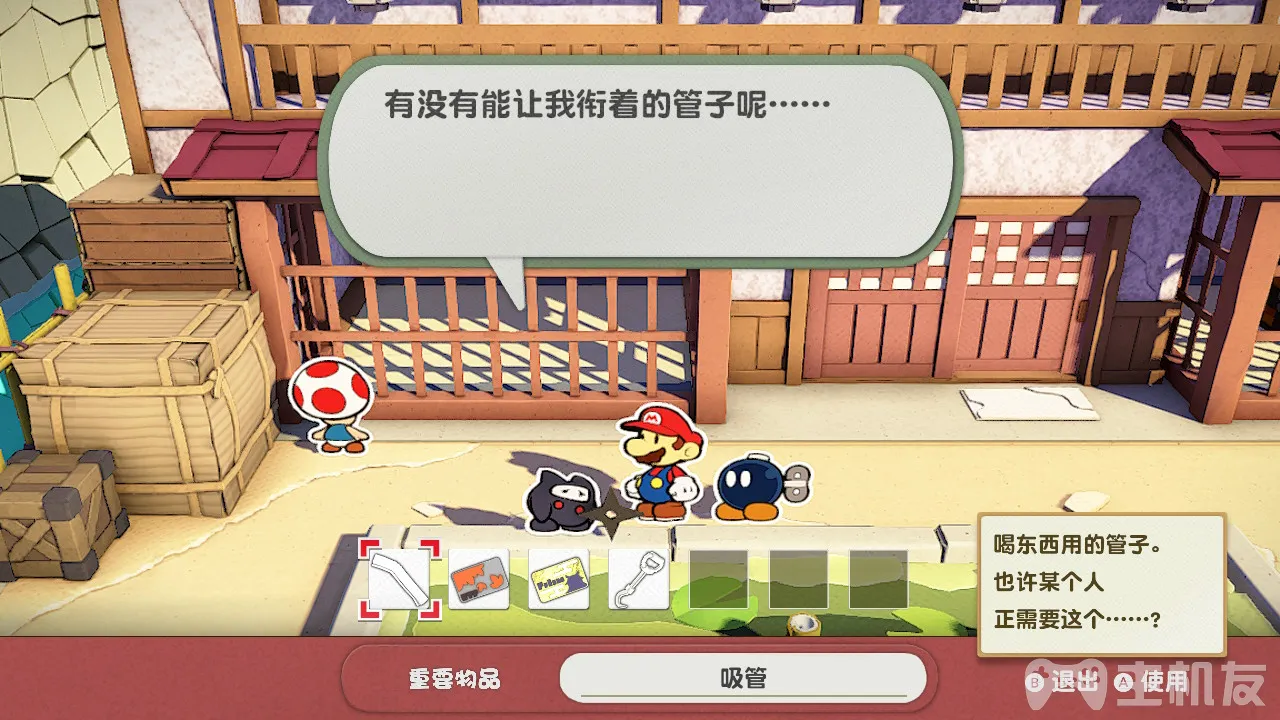 有没有能让我衔着的管子呢……
喝东西用的管子。
也许某个人
正需要这个……?
重要物品
吸管
B 退出 A 使用
主机友